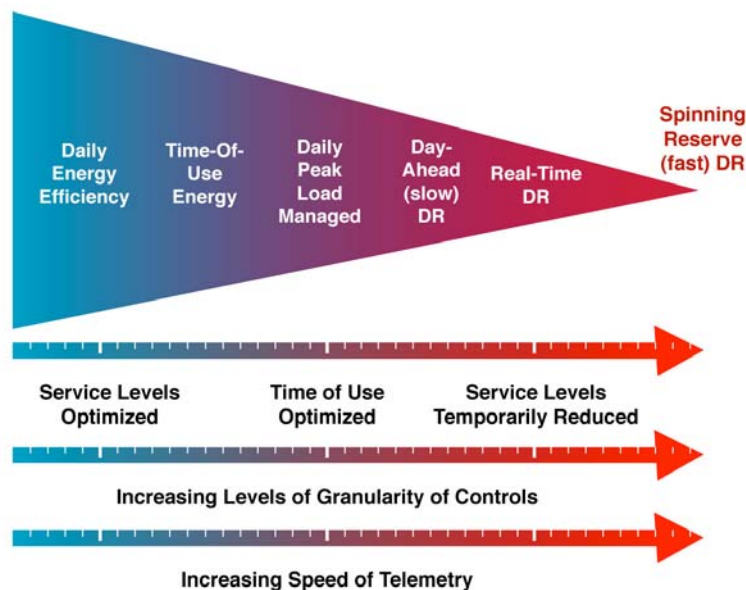 Daily
Energy
Efficiency
Time-Of-
Use
Energy
Daily
Peak
Load
Managed
Day-
Ahead
(slow)
DR
Real-Time
DR
Spinning
Reserve
(fast) DR
Service Levels
Optimized
Time of Use
Optimized
Service Levels
Temporarily Reduced
Increasing Levels of Granularity of Controls
Increasing Speed of Telemetry